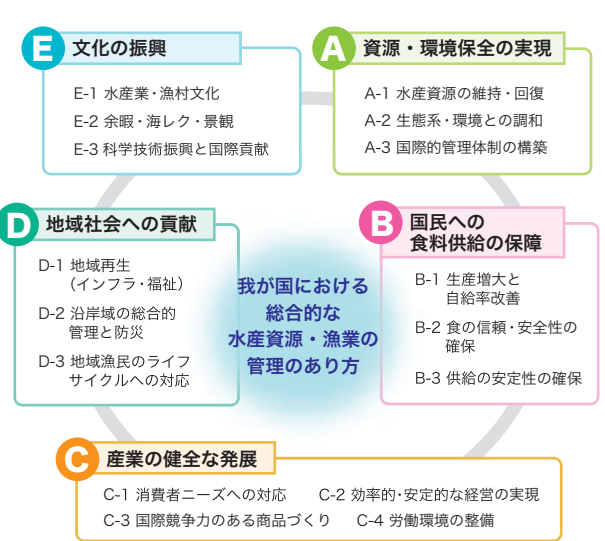 E 文化の振興
E-1 水産業・漁村文化
E-2 余暇・海レク・景観
E-3 科学技術振興と国際貢献
A 資源・環境保全の実現
A-1 水産資源の維持・回復
A-2 生態系・環境との調和
A-3 国際的管理体制の構築
D 地域社会への貢献
D-1 地域再生
（インフラ・福祉）
D-2 沿岸域の総合的
管理と防災
D-3 地域漁民のライフ
サイクルへの対応
我が国における
総合的な
水産資源・漁業の
管理のあり方
B 国民への
食料供給の保障
B-1 生産増大と
自給率改善
B-2 食の信頼・安全性の
確保
B-3 供給の安定性の確保
C 産業の健全な発展
C-1 消費者ニーズへの対応 C-2 効率的・安定的な経営の実現
C-3 国際競争力のある商品づくり C-4 労働環境の整備